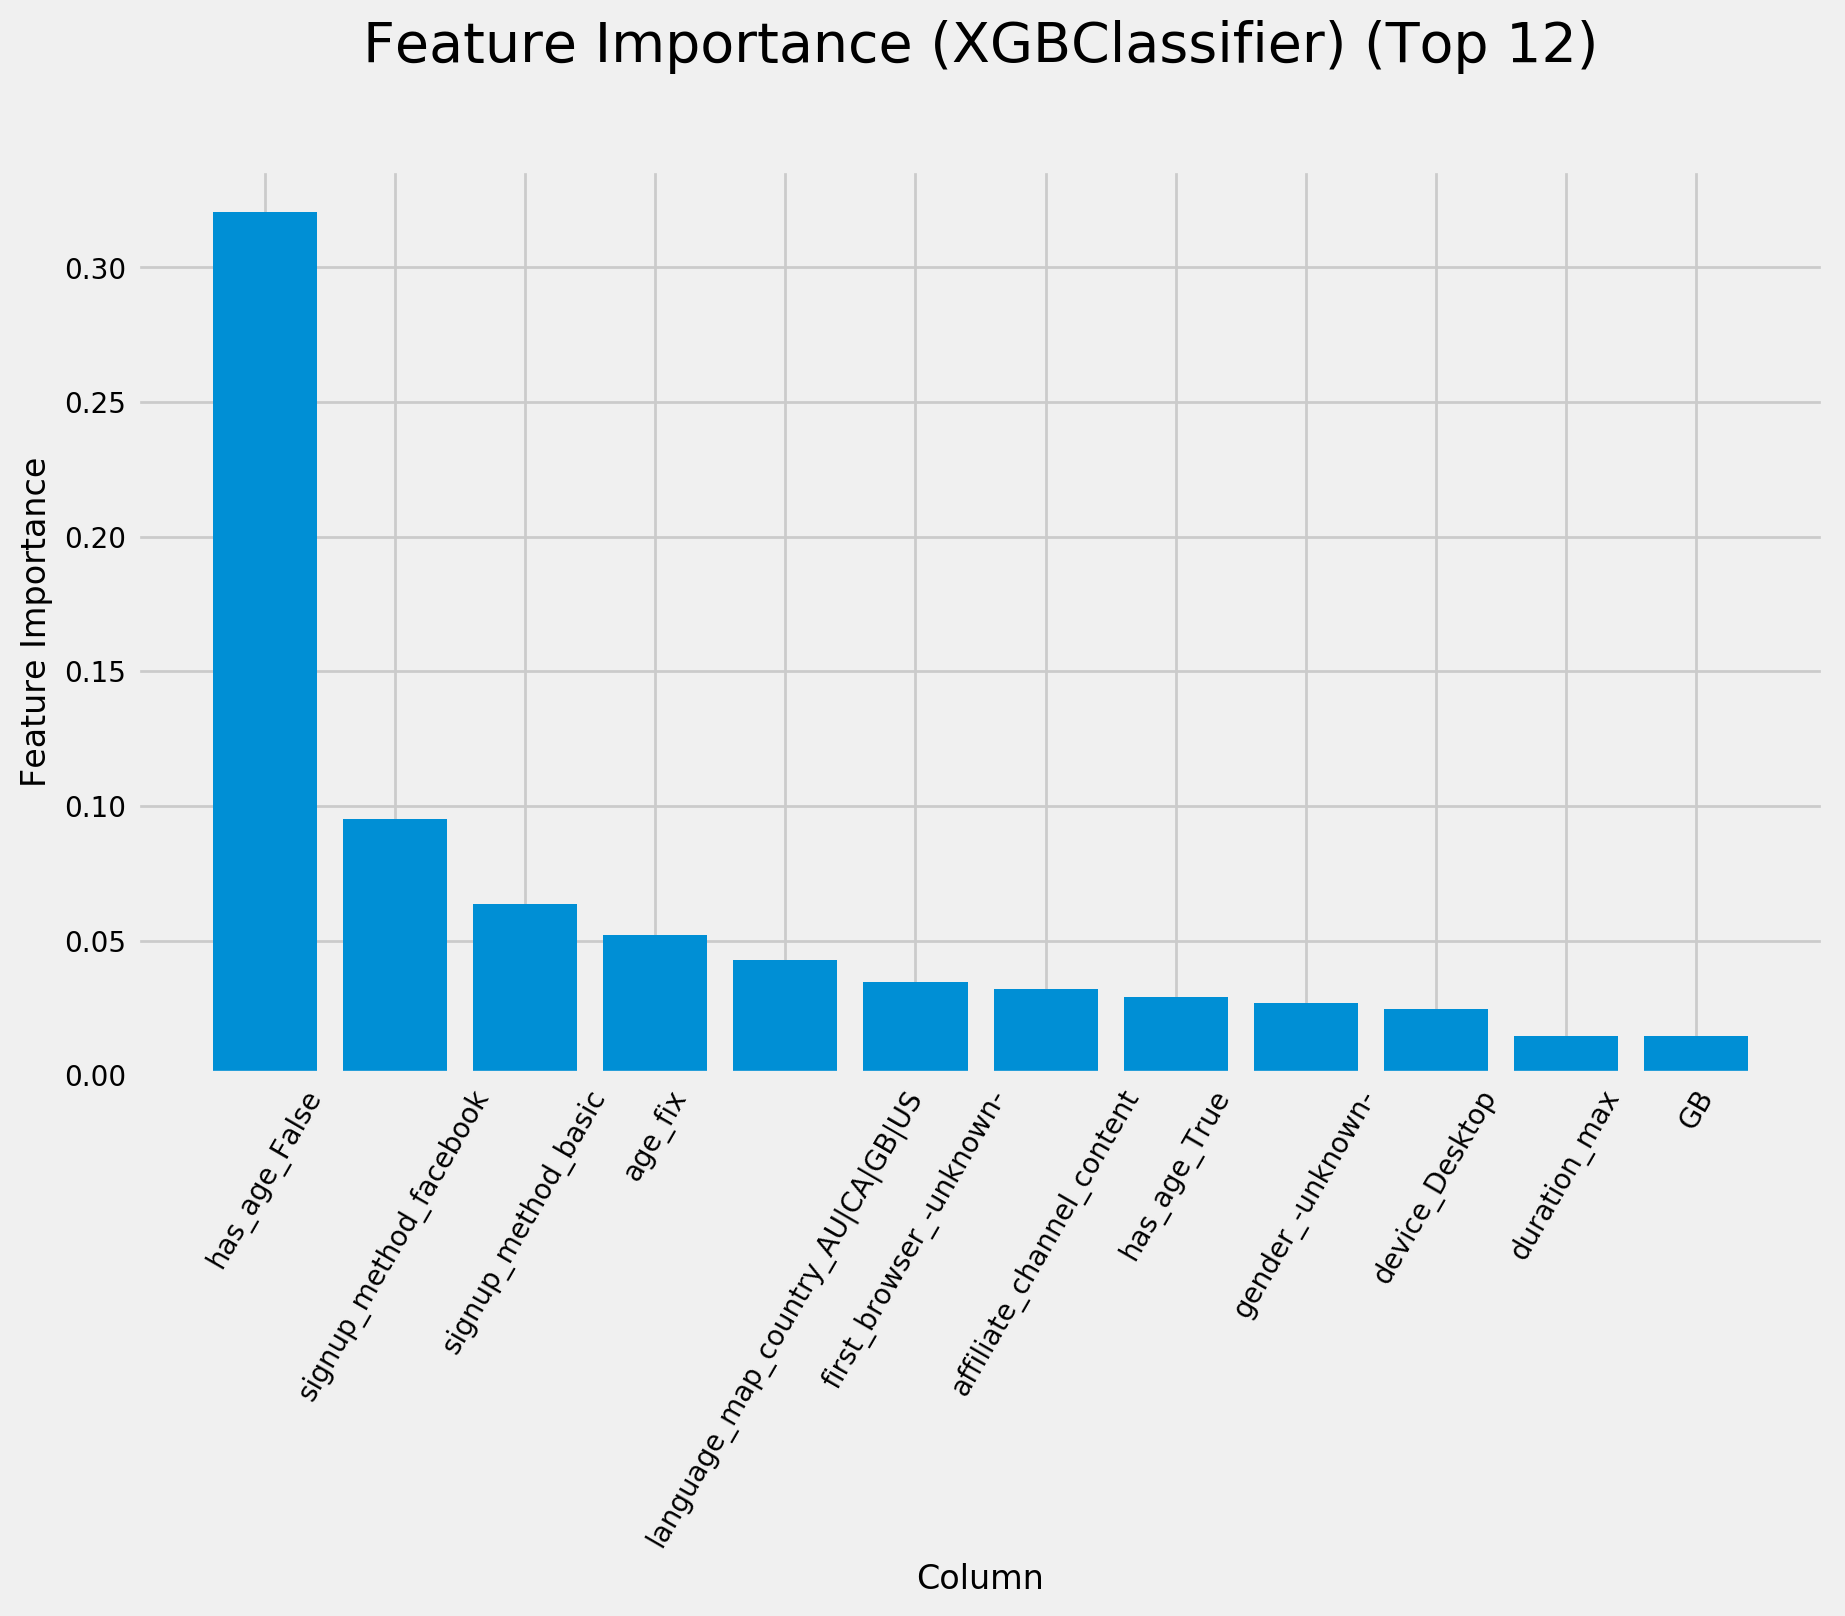 Feature Importance (XGBClassifier) (Top 12)
Feature Importance
0.30
0.25
0.20
0.15
0.10
0.05
0.00
has_age_False
signup_method_facebook
signup_method_basic
age_fix
language_map_country_AU|CA|GB|US
first_browser_-unknown-
affiliate_channel_content
has_age_True
gender_-unknown-
device_Desktop
duration_max
GB
Column